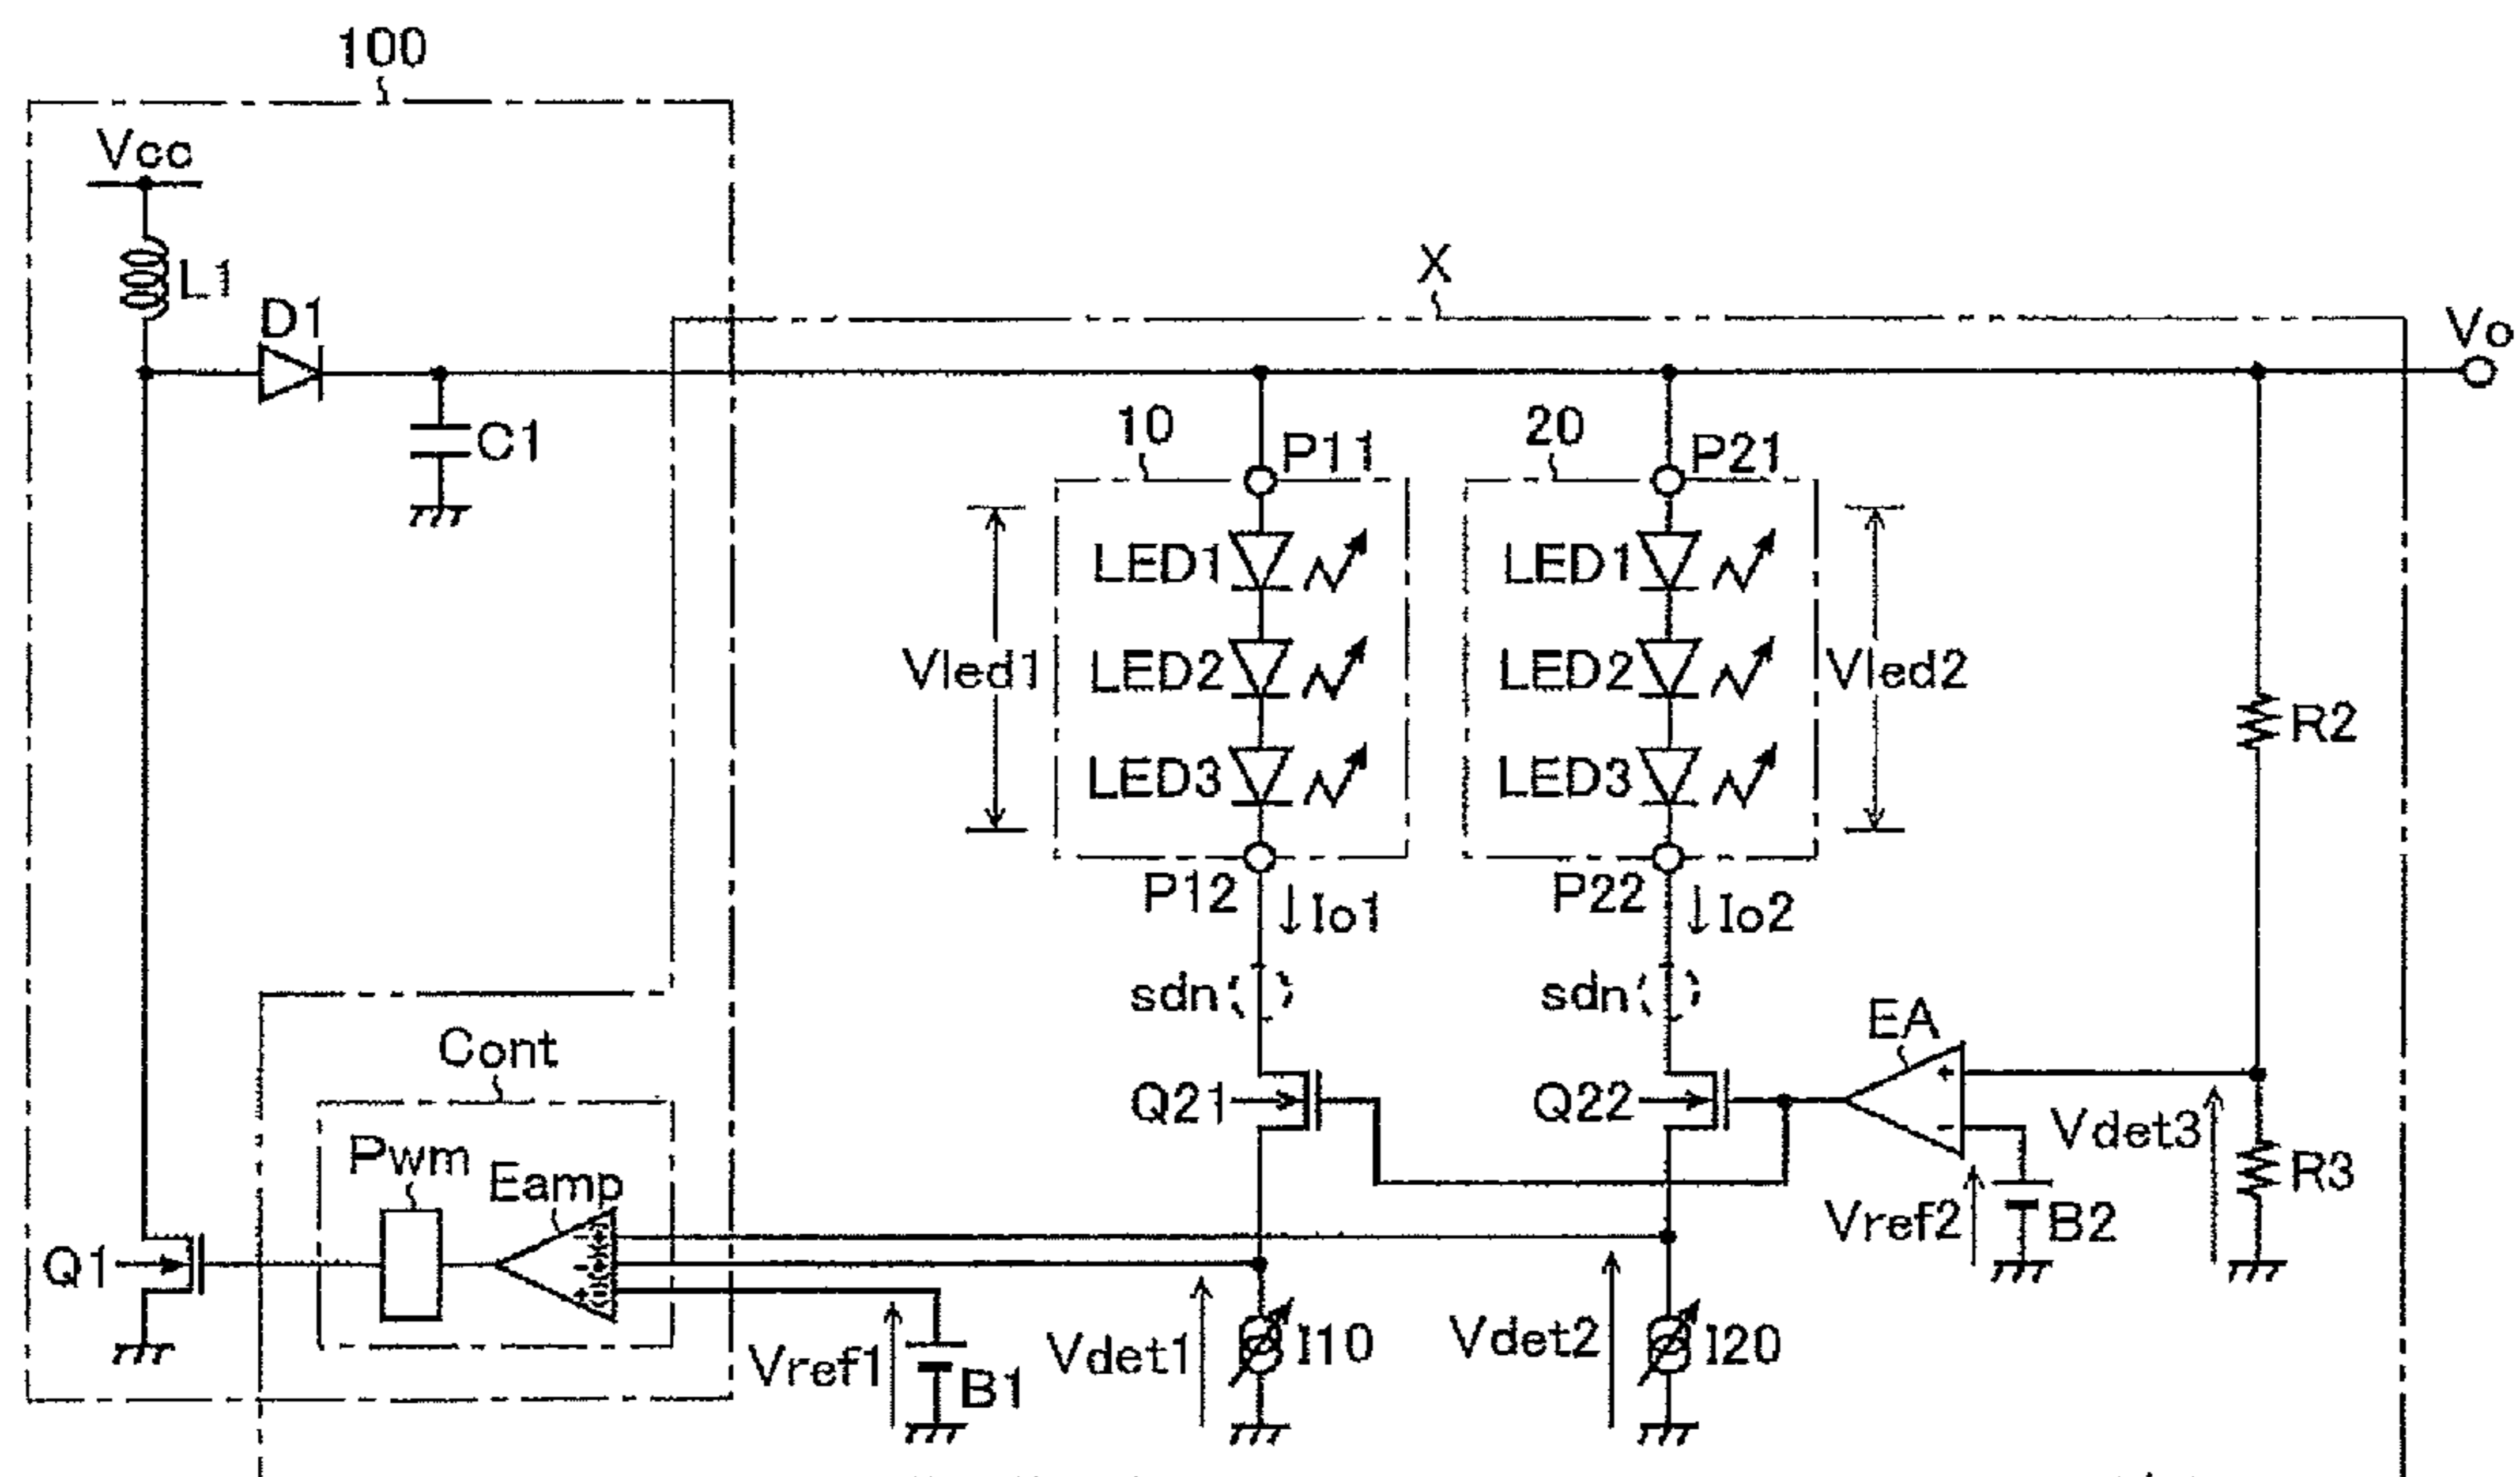 100
Vcc
L1
D1
C1
X
Vo
10
P11
20
P21
LED1
LED2
LED3
Vled1
LED1
LED2
LED3
Vled2
R2
P12
Io1
P22
Io2
sdn
sdn
EA
Cont
Q21
Q22
+
-
Vdet3
Pwm
Eamp
Vref2
B2
R3
Q1
-
-
+
Vref1
B1
Vdet1
I10
Vdet2
I20